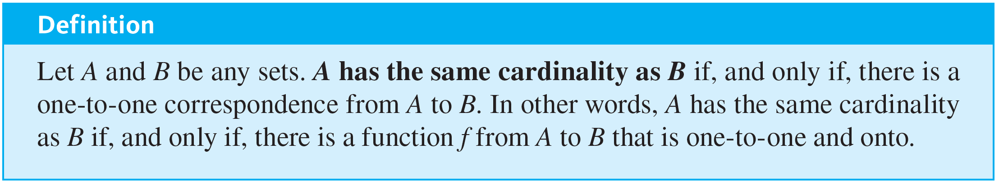 Definition
Let A and B be any sets. A has the same cardinality as B if, and only if, there is a
one-to-one correspondence from A to B. In other words, A has the same cardinality
as B if, and only if, there is a function f from A to B that is one-to-one and onto.